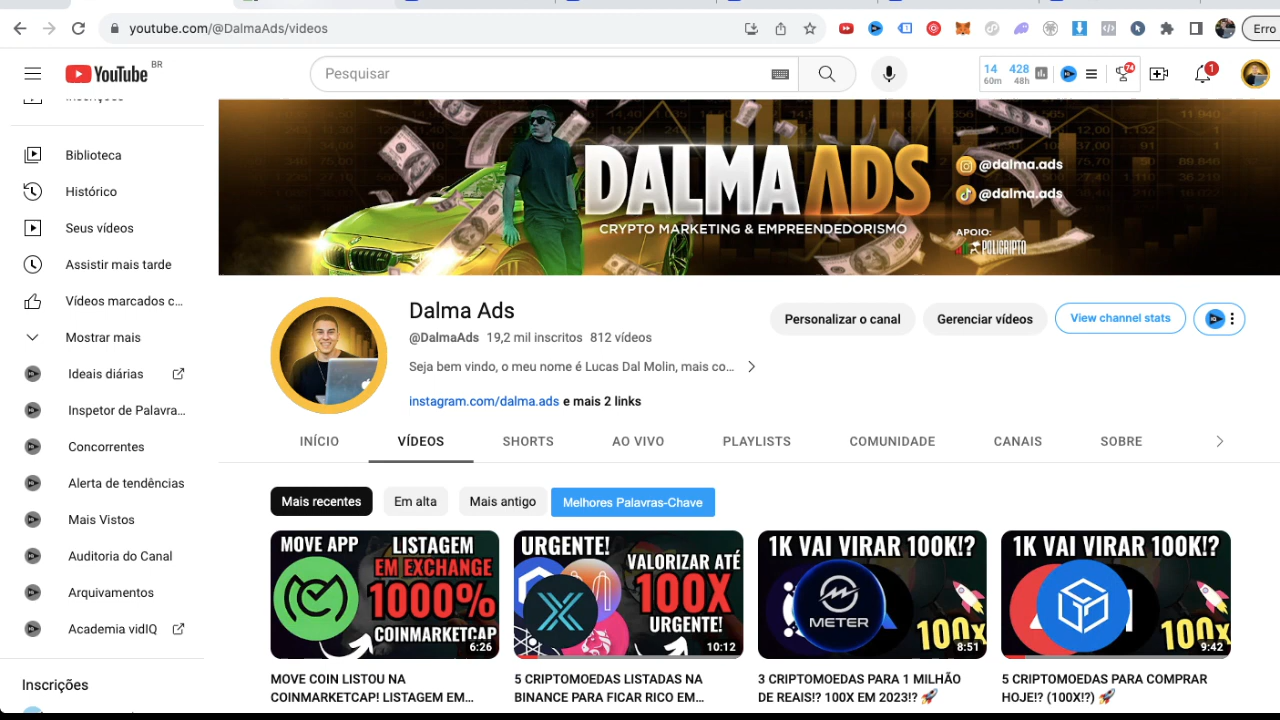 youtube.com/@DalmaAds/videos
Erro
YouTube BR
Pesquisar
14 428
60m 48h
74
1
Inscrições
Biblioteca
Histórico
Seus vídeos
Assistir mais tarde
Vídeos marcados c...
Mostrar mais
Ideais diárias
Inspetor de Palavra...
Concorrentes
Alerta de tendências
Mais Vistos
Auditoria do Canal
Arquivamentos
Academia vidIQ
Inscrições
DALMAADS
CRYPTO MARKETING & EMPREENDEDORISMO
@dalma.ads
@dalma.ads
APOIO:
POLIGRIPTO
Dalma Ads
@DalmaAds 19,2 mil inscritos 812 vídeos
Seja bem vindo, o meu nome é Lucas Dal Molin, mais co...
instagram.com/dalma.ads e mais 2 links
Personalizar o canal
Gerenciar vídeos
View channel stats
INÍCIO VÍDEOS SHORTS AO VIVO PLAYLISTS COMUNIDADE CANAIS SOBRE
Mais recentes Em alta Mais antigo Melhores Palavras-Chave
MOVE APP LISTAGEM
EM EXCHANGE
1000%
COINMARKETCAP
6:26
MOVE COIN LISTOU NA
COINMARKETCAP! LISTAGEM EM...
URGENTE!
VALORIZAR ATÉ
100X
URGENTE!
10:12
5 CRIPTOMOEDAS LISTADAS NA
BINANCE PARA FICAR RICO EM...
1K VAI VIRAR 100K!?
METER
100x
8:51
3 CRIPTOMOEDAS PARA 1 MILHÃO
DE REAIS!? 100X EM 2023!? 🚀
1K VAI VIRAR 100K!?
100x
9:42
5 CRIPTOMOEDAS PARA COMPRAR
HOJE!? (100X!?) 🚀